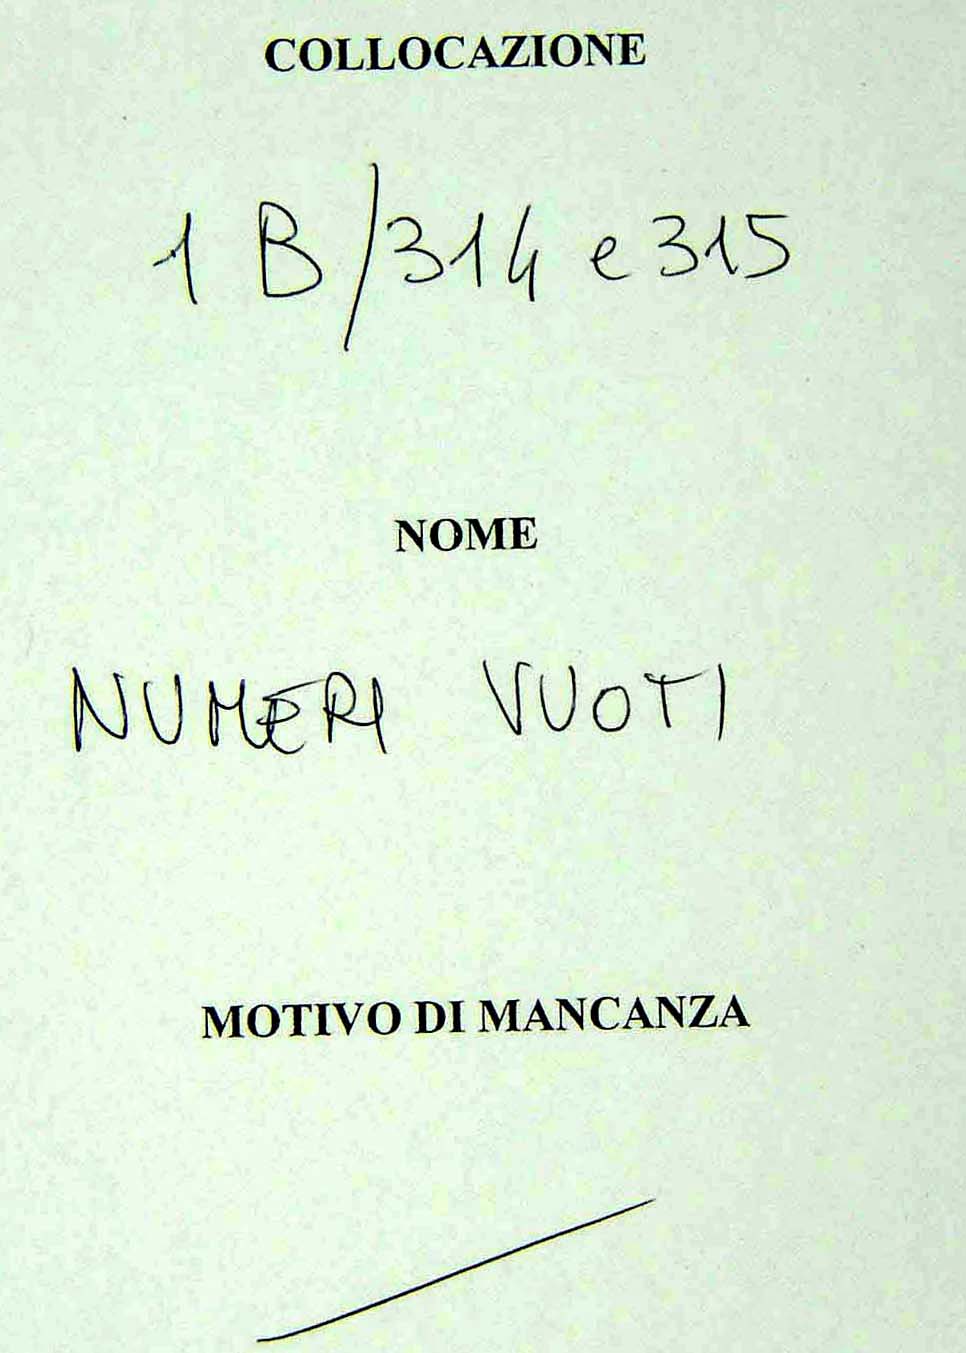 COLLOCAZIONE
1 B/314 e 315
NOME
NUMERI VUOTI
MOTIVO DI MANCANZA